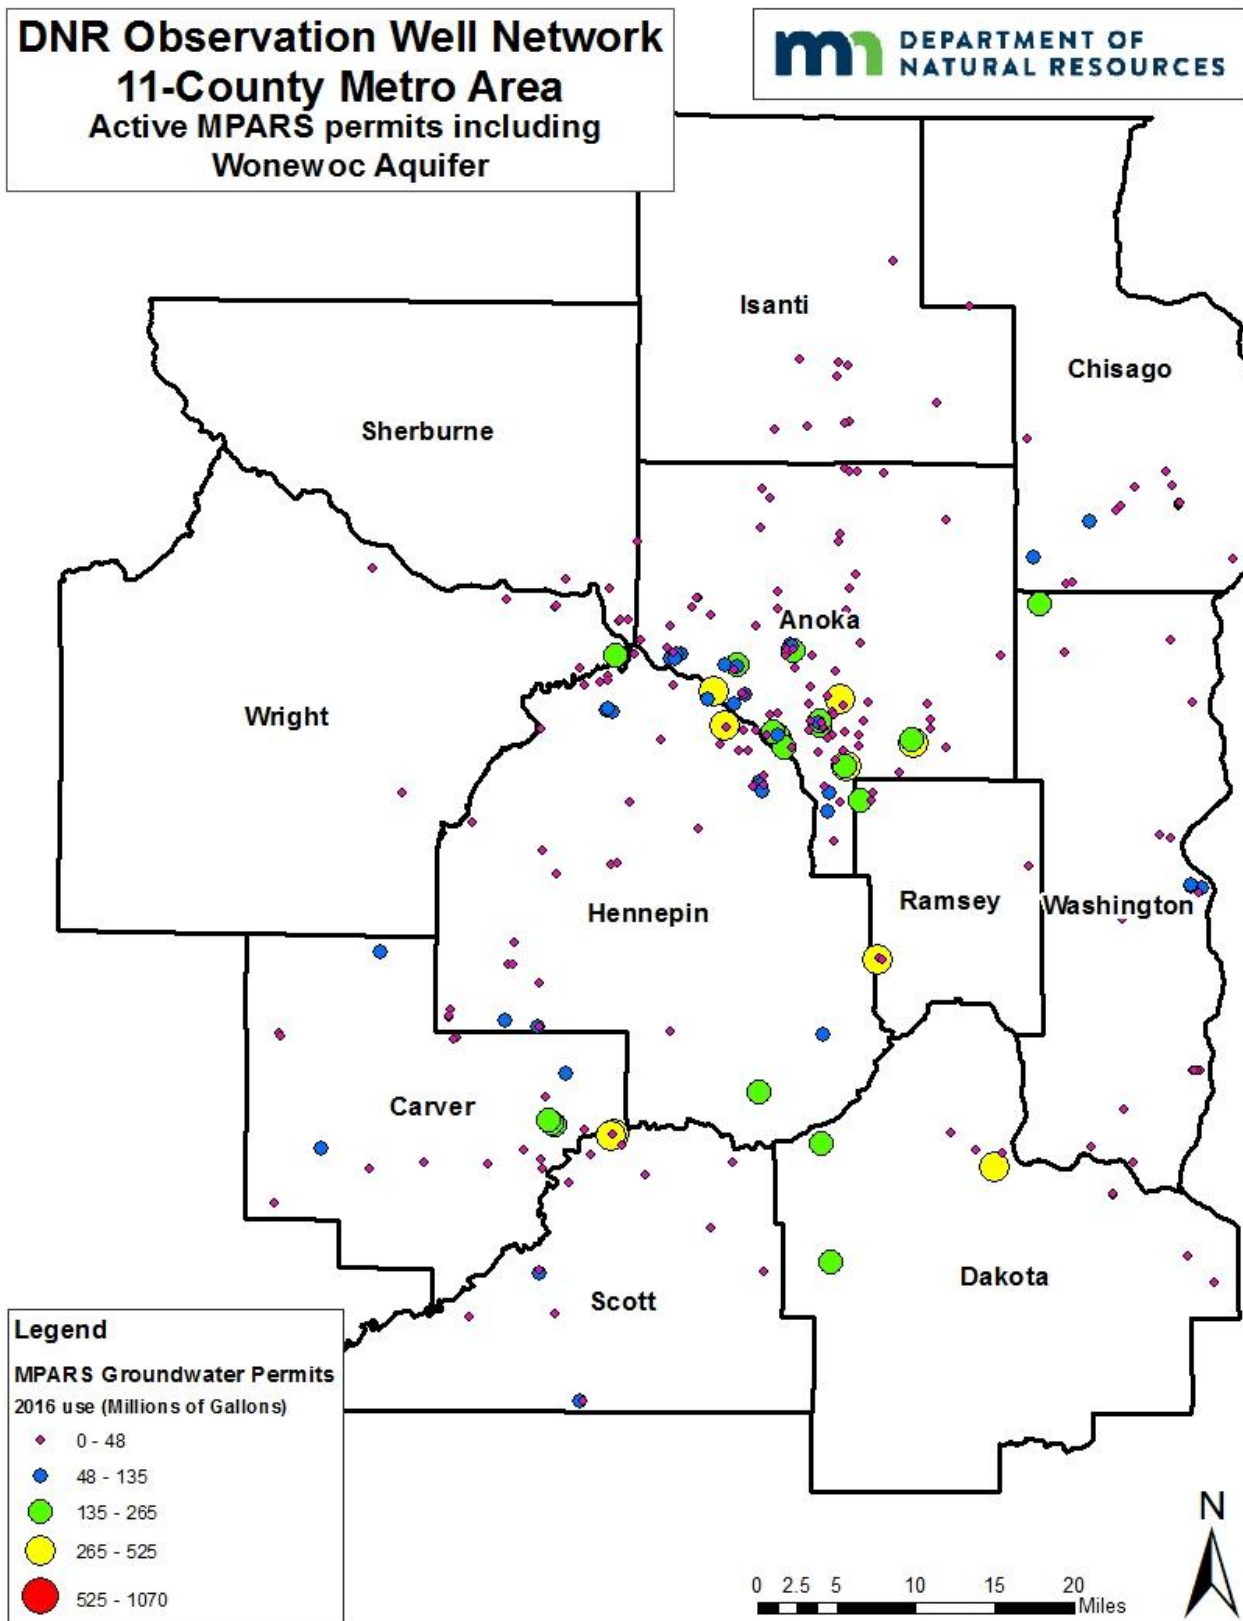 DNR Observation Well Network
11-County Metro Area
Active MPARS permits including
Wonewoc Aquifer
mn DEPARTMENT OF
NATURAL RESOURCES
Isanti
Chisago
Sherburne
Anoka
Wright
Hennepin
Ramsey
Washington
Carver
Scott
Dakota
Legend
MPARS Groundwater Permits
2016 use (Millions of Gallons)
0 - 48
48 - 135
135 - 265
265 - 525
525 - 1070
N
0 2.5 5 10 15 20
Miles